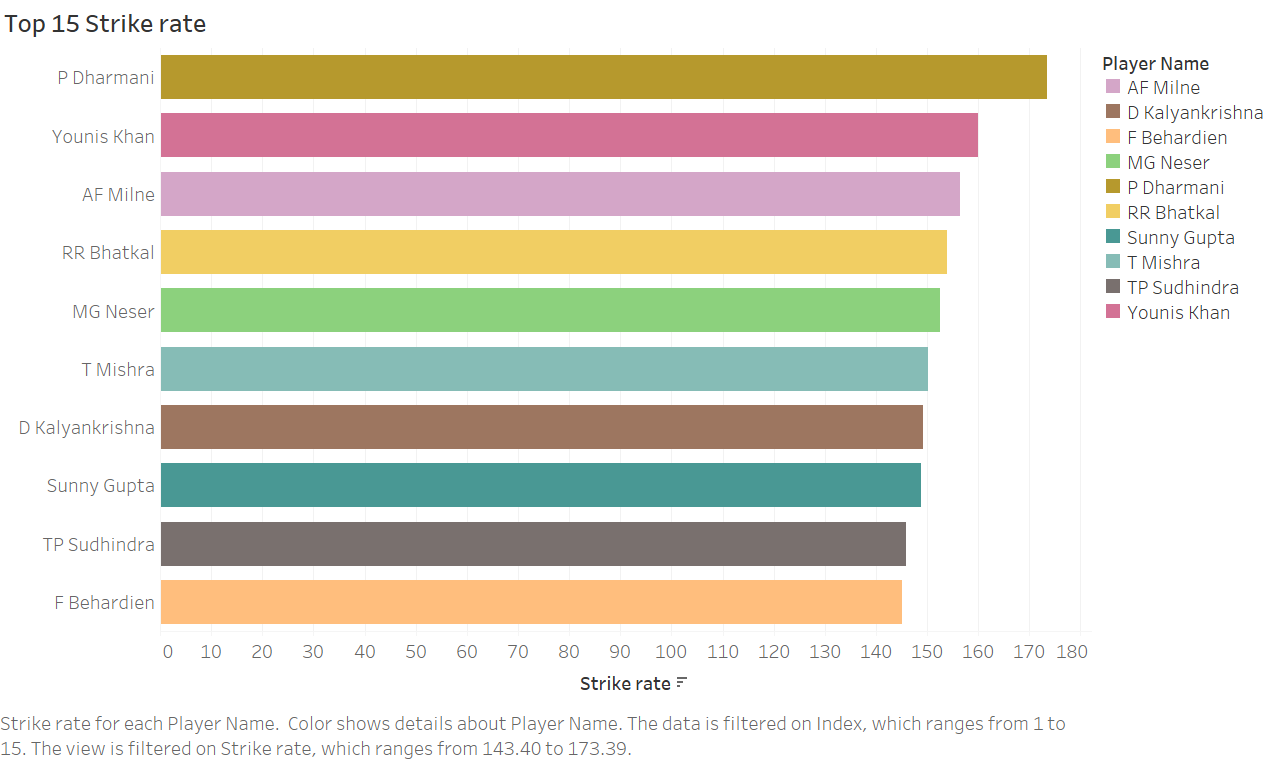 Top 15 Strike rate
P Dharmani
Younis Khan
AF Milne
RR Bhatkal
MG Neser
T Mishra
D Kalyankrishna
Sunny Gupta
TP Sudhindra
F Behardien
0 10 20 30 40 50 60 70 80 90 100 110 120 130 140 150 160 170 180
Strike rate
Player Name
AF Milne
D Kalyankrishna
F Behardien
MG Neser
P Dharmani
RR Bhatkal
Sunny Gupta
T Mishra
TP Sudhindra
Younis Khan
Strike rate for each Player Name.  Color shows details about Player Name. The data is filtered on Index, which ranges from 1 to
15. The view is filtered on Strike rate, which ranges from 143.40 to 173.39.